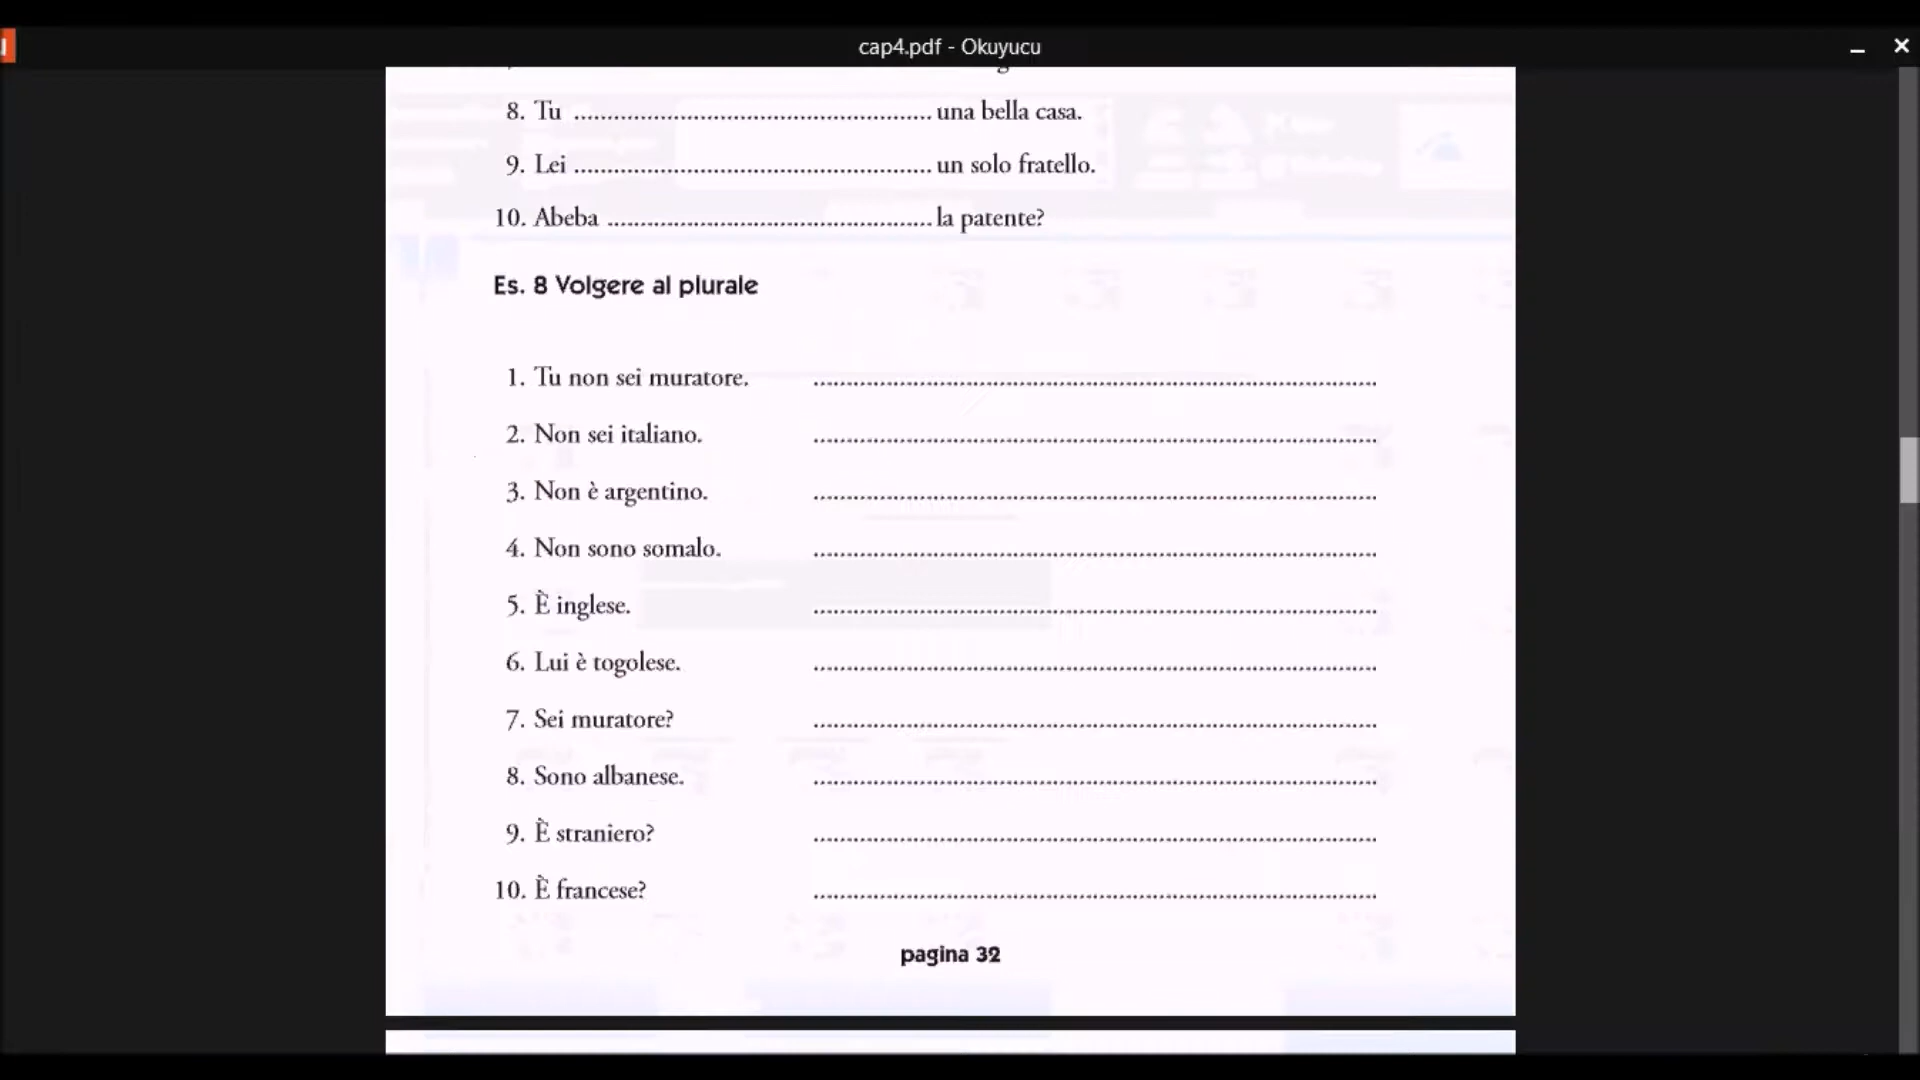 cap4.pdf - Okuyucu
8. Tu ...................................................... una bella casa.
9. Lei ...................................................... un solo fratello.
10. Abeba ................................................. la patente?
Es. 8 Volgere al plurale
1. Tu non sei muratore. .....................................................................................
2. Non sei italiano. .....................................................................................
3. Non è argentino. .....................................................................................
4. Non sono somalo. .....................................................................................
5. È inglese. .....................................................................................
6. Lui è togolese. .....................................................................................
7. Sei muratore? .....................................................................................
8. Sono albanese. .....................................................................................
9. È straniero? .....................................................................................
10. È francese? .....................................................................................
pagina 32